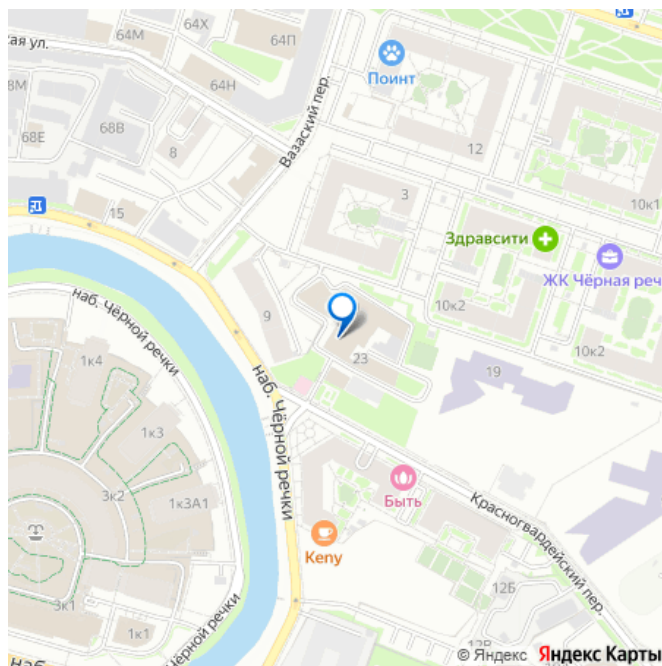 64М
64Х
64П
кая ул.
64Н
8М
68В
68Е
8
Вазаский пер.
Поинт
12
3
10к1
15
Здравсити
ЖК Чёрная реч
наб. Чёрной речки
9
10к2
10к2
23
19
1к4
наб. Чёрной речки
1к3
3к2
1к3А1
Быть
Красногвардейский пер.
Keny
12Б
3к1
1к1
Чёрной речки
наб.
12В
© Яндекс Яндекс Карты